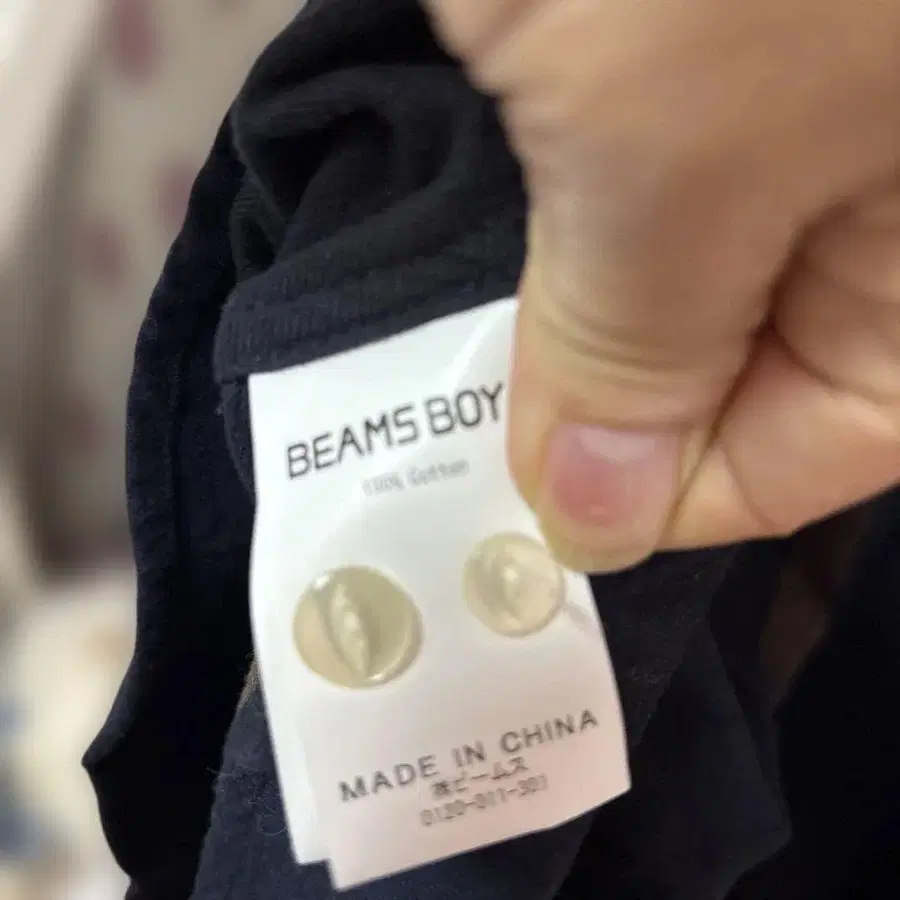 BEAMS BOY
100% Cotton
MADE IN CHINA
㈱ビームス
0120-011-301